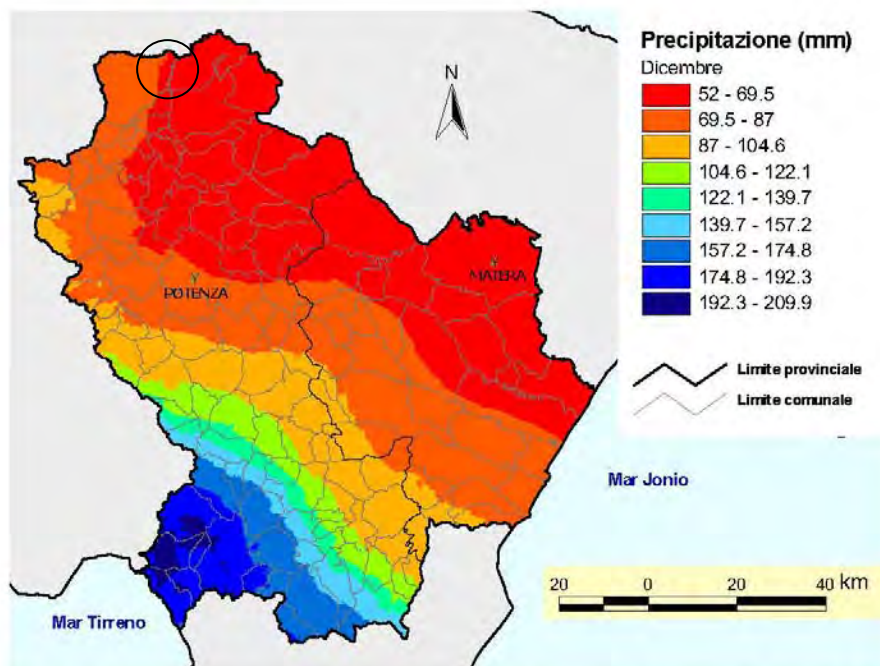 Precipitazione (mm)
Dicembre
52 - 69.5
69.5 - 87
87 - 104.6
104.6 - 122.1
122.1 - 139.7
139.7 - 157.2
157.2 - 174.8
174.8 - 192.3
192.3 - 209.9
Limite provinciale
Limite comunale
N
POTENZA
MATERA
Mar Jonio
Mar Tirreno
20 0 20 40 km